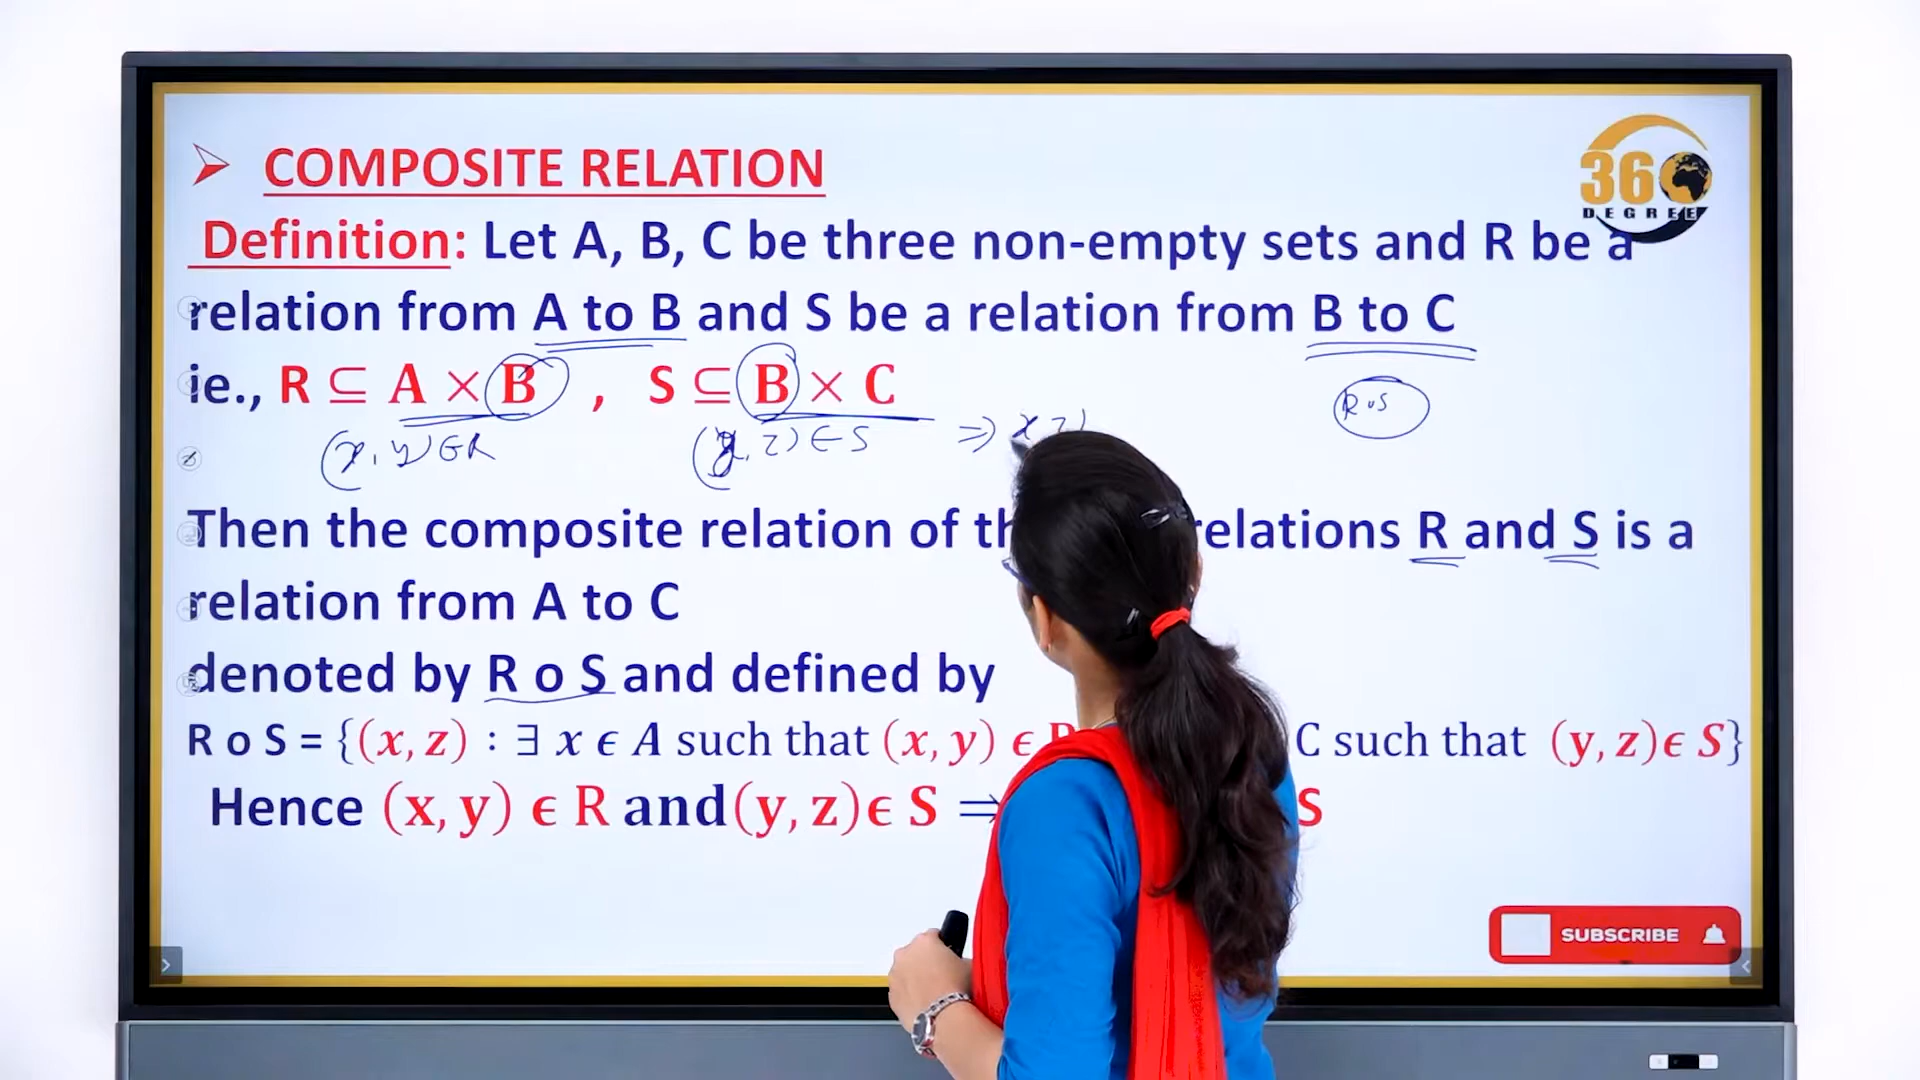 ➢ COMPOSITE RELATION
360
DEGREE
Definition: Let A, B, C be three non-empty sets and R be a
relation from A to B and S be a relation from B to C
ie., R ⊆ A × B , S ⊆ B × C
R∘S
(x, y) ∈ R (y, z) ∈ S ⇒ x z)
Then the composite relation of relations R and S is a
relation from A to C
denoted by R o S and defined by
R o S = {(x, z) : ∃ x ϵ A such that (x, y) ϵ C such that (y, z)ϵ S}
Hence (x, y) ϵ R and(y, z)ϵ S ⇒ S
SUBSCRIBE